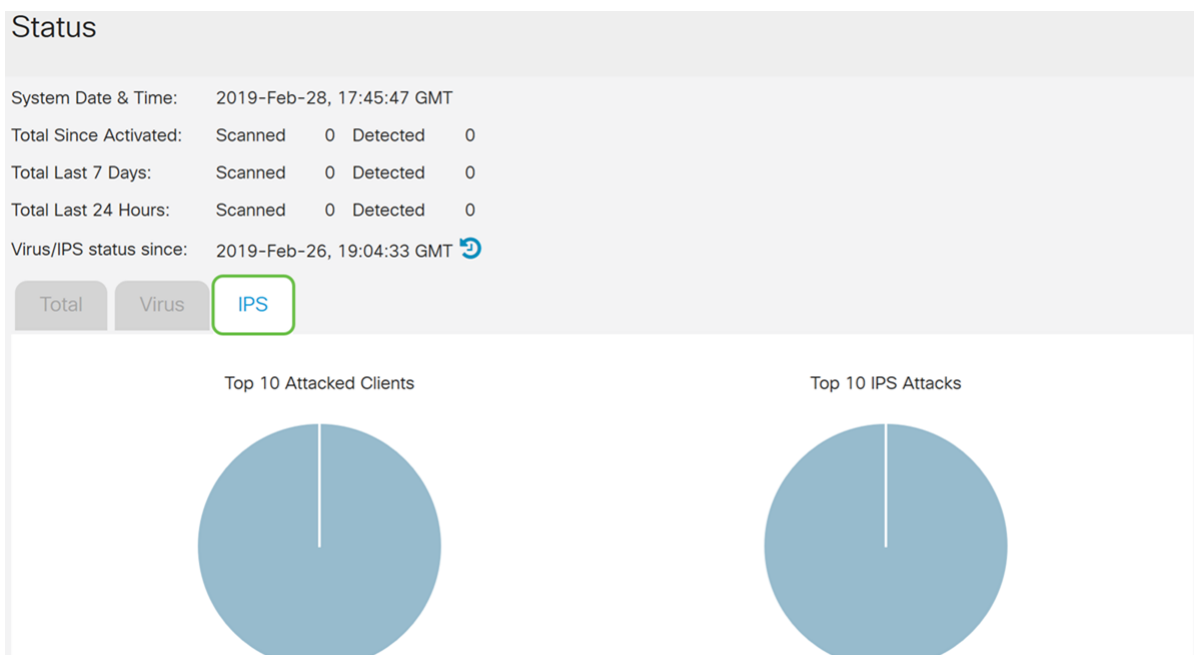 Status
System Date & Time: 2019-Feb-28, 17:45:47 GMT
Total Since Activated: Scanned 0 Detected 0
Total Last 7 Days: Scanned 0 Detected 0
Total Last 24 Hours: Scanned 0 Detected 0
Virus/IPS status since: 2019-Feb-26, 19:04:33 GMT
Total Virus IPS
Top 10 Attacked Clients Top 10 IPS Attacks